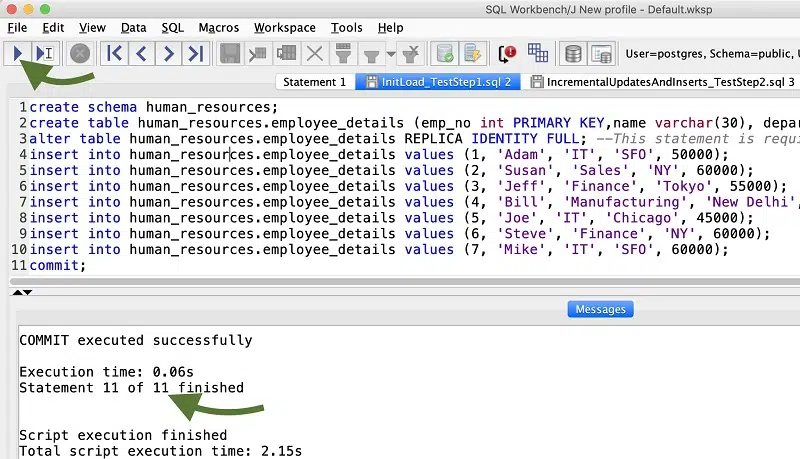 SQL Workbench/J New profile - Default.wksp
File Edit View Data SQL Macros Workspace Tools Help
User=postgres, Schema=public, U
Statement 1 InitLoad_TestStep1.sql 2 IncrementalUpdatesAndInserts_TestStep2.sql 3
1 create schema human_resources;
2 create table human_resources.employee_details (emp_no int PRIMARY KEY,name varchar(30), depar
3 alter table human_resources.employee_details REPLICA IDENTITY FULL; --This statement is requi
4 insert into human_resources.employee_details values (1, 'Adam', 'IT', 'SFO', 50000);
5 insert into human_resources.employee_details values (2, 'Susan', 'Sales', 'NY', 60000);
6 insert into human_resources.employee_details values (3, 'Jeff', 'Finance', 'Tokyo', 55000);
7 insert into human_resources.employee_details values (4, 'Bill', 'Manufacturing', 'New Delhi',
8 insert into human_resources.employee_details values (5, 'Joe', 'IT', 'Chicago', 45000);
9 insert into human_resources.employee_details values (6, 'Steve', 'Finance', 'NY', 60000);
10 insert into human_resources.employee_details values (7, 'Mike', 'IT', 'SFO', 60000);
11 commit;
Messages
COMMIT executed successfully
Execution time: 0.06s
Statement 11 of 11 finished
Script execution finished
Total script execution time: 2.15s